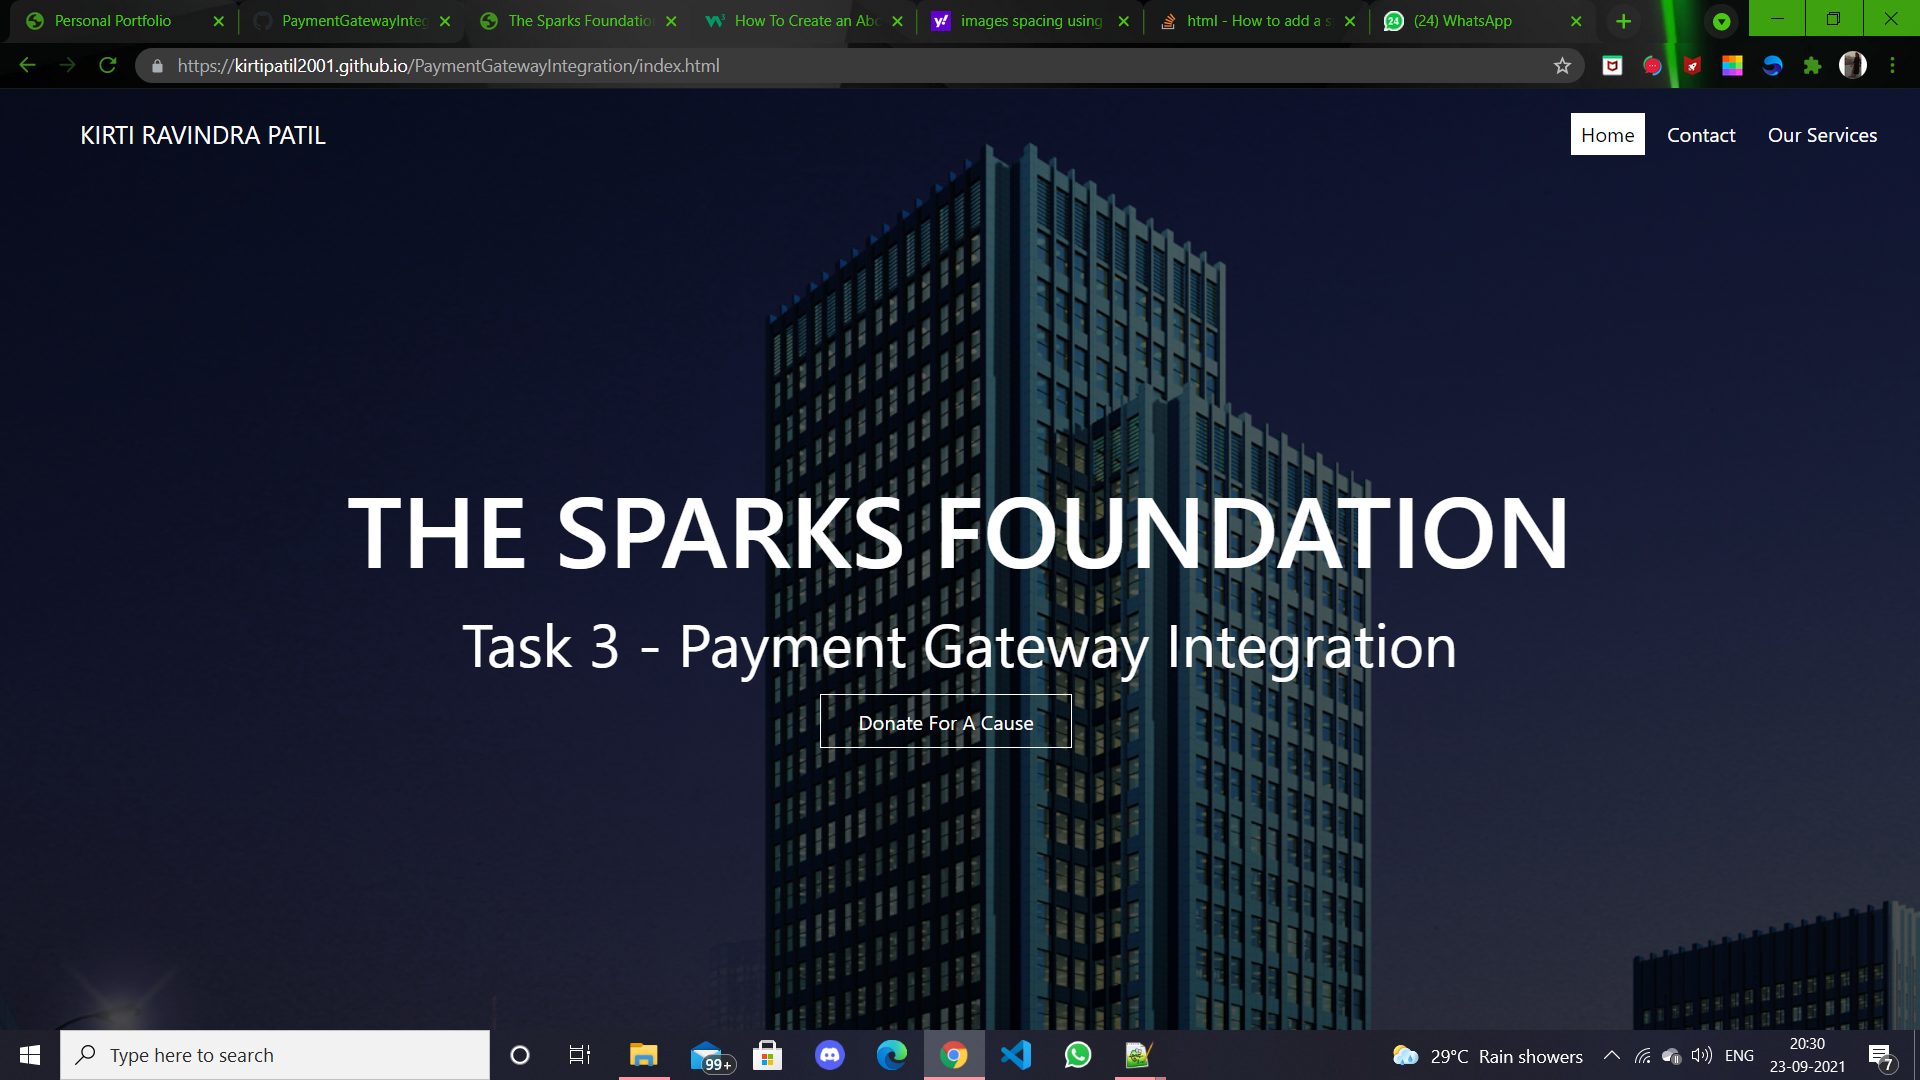 Personal Portfolio
PaymentGatewayInteg
The Sparks Foundation
How To Create an Abo
images spacing using
html - How to add a s
24
(24) WhatsApp
https://kirtipatil2001.github.io/PaymentGatewayIntegration/index.html
KIRTI RAVINDRA PATIL
Home
Contact
Our Services
THE SPARKS FOUNDATION
Task 3 - Payment Gateway Integration
Donate For A Cause
Type here to search
99+
29°C Rain showers
ENG
20:30
23-09-2021
7